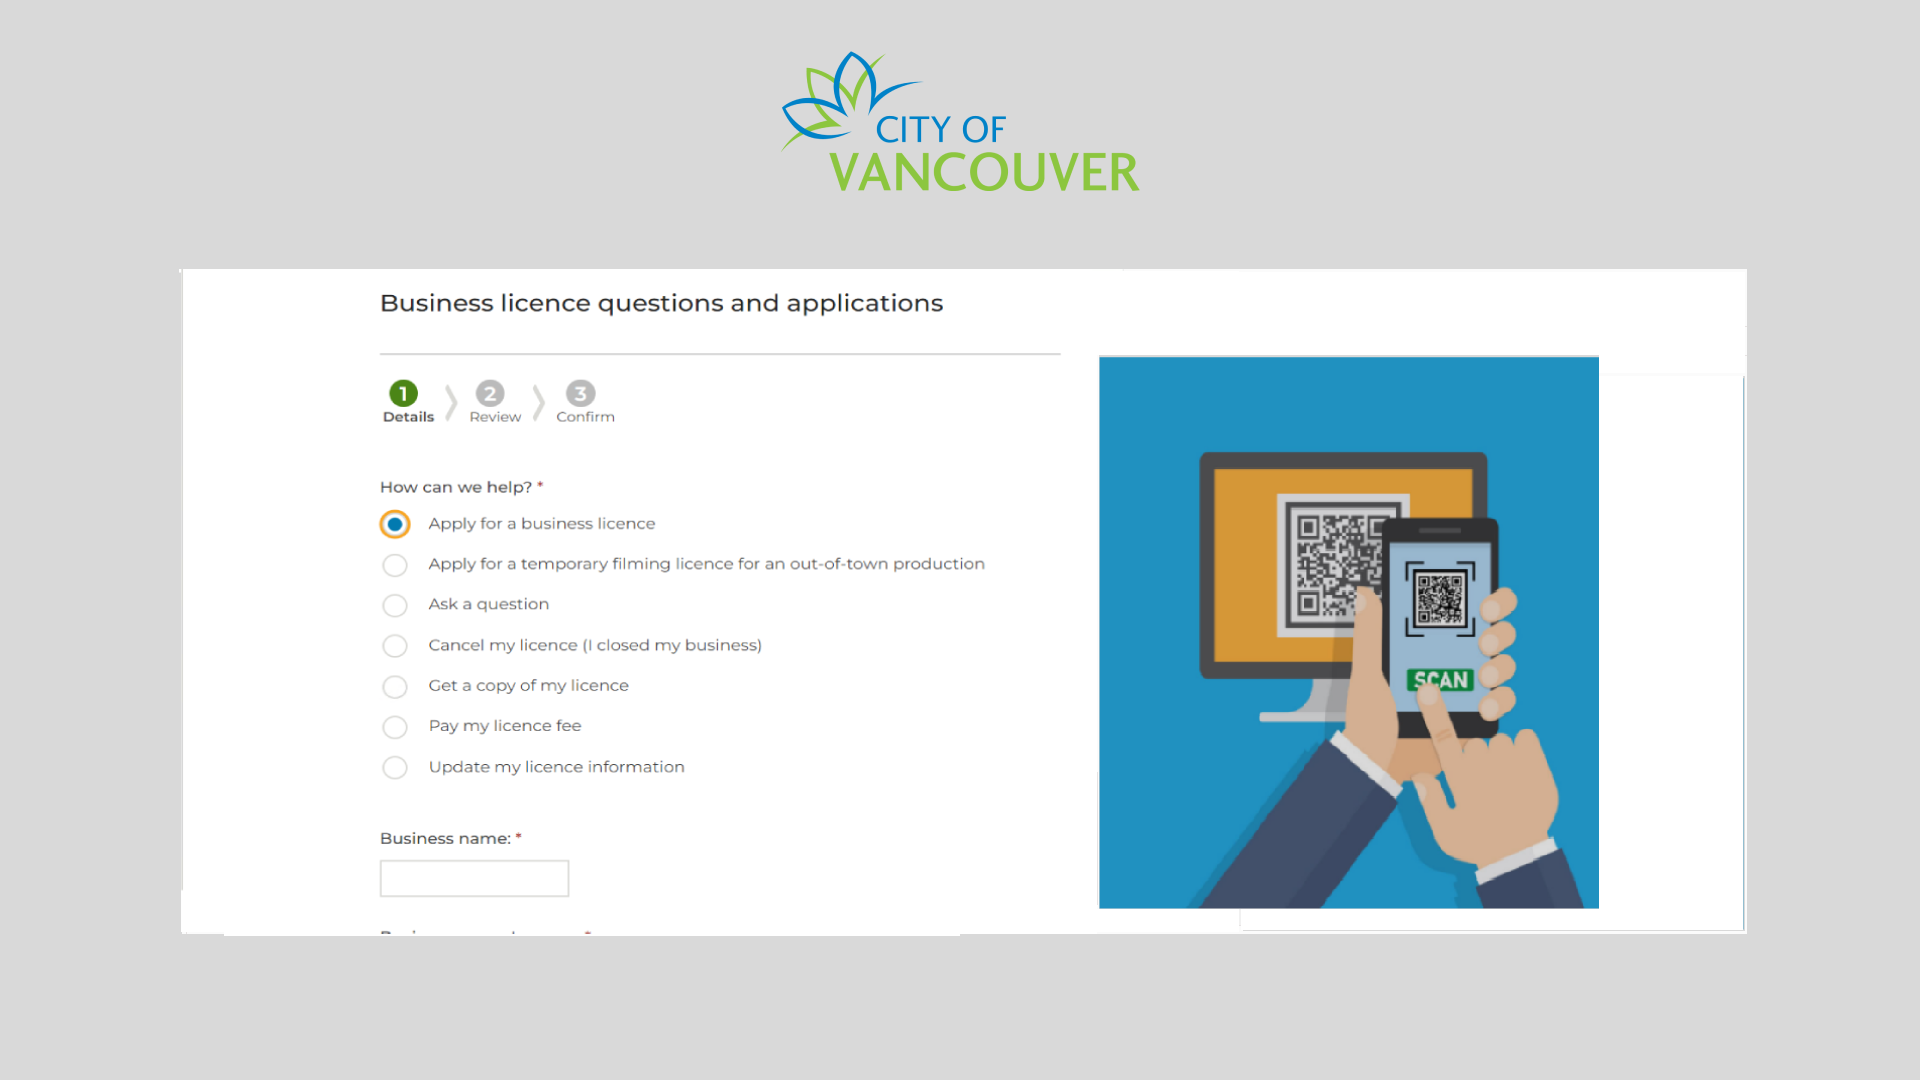 CITY OF
VANCOUVER
Business licence questions and applications
1 2 3
Details Review Confirm
How can we help? *
Apply for a business licence
Apply for a temporary filming licence for an out-of-town production
Ask a question
Cancel my licence (I closed my business)
Get a copy of my licence
Pay my licence fee
Update my licence information
Business name: *
SCAN